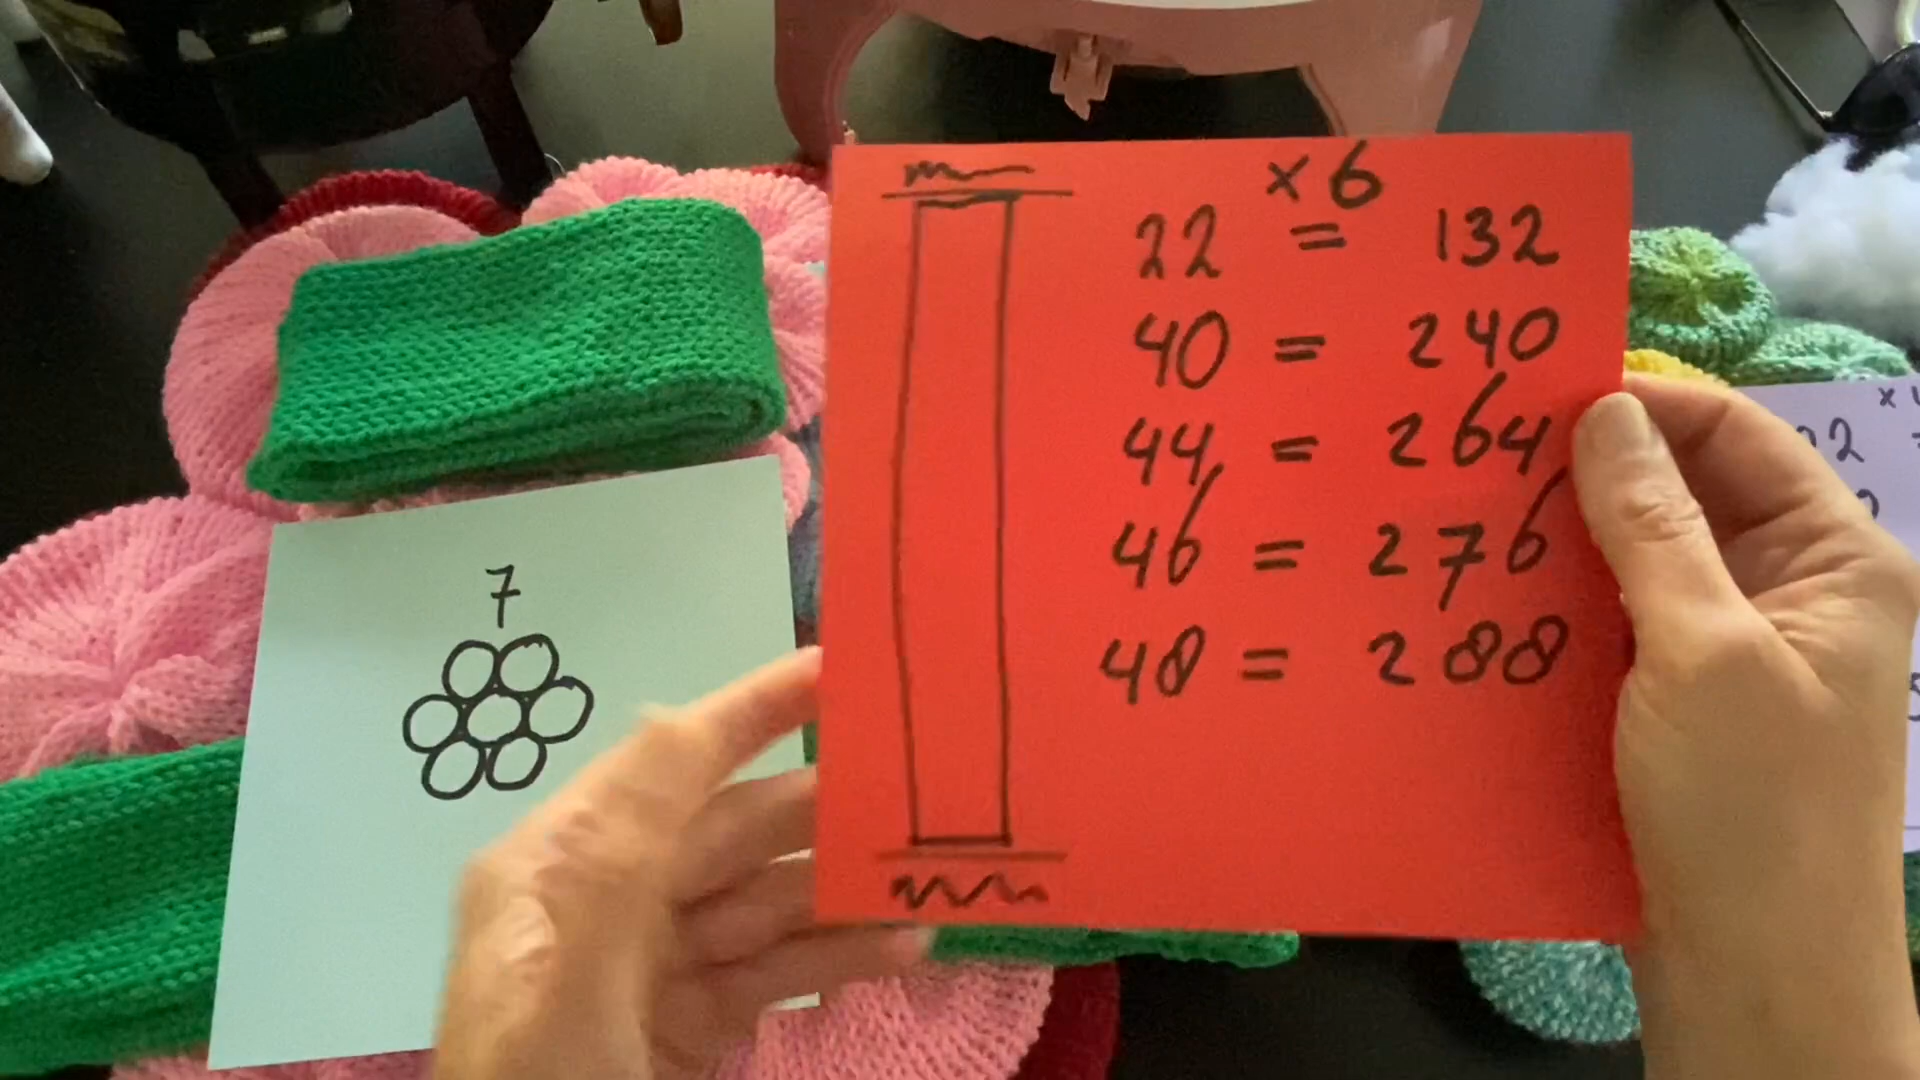 7
× 6
22 = 132
40 = 240
44 = 264
46 = 276
48 = 288